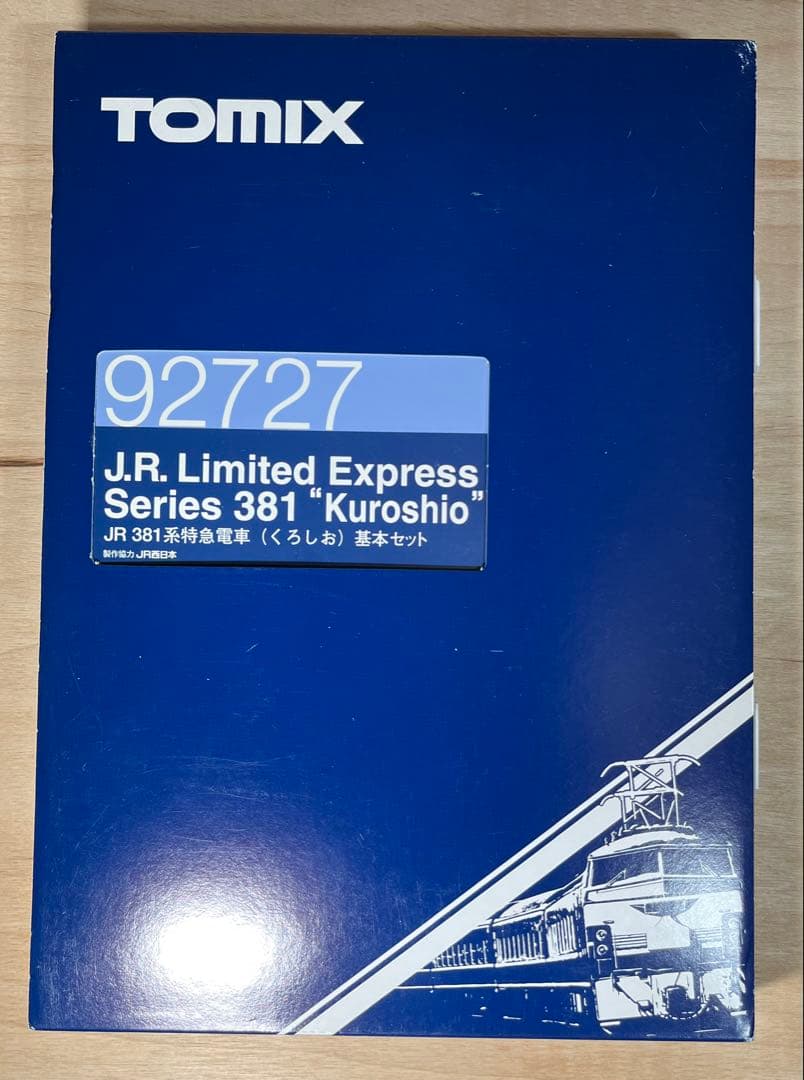 TOMIX
92727
J.R. Limited Express
Series 381 “Kuroshio”
JR 381系特急電車（くろしお）基本セット
製作協力 JR西日本